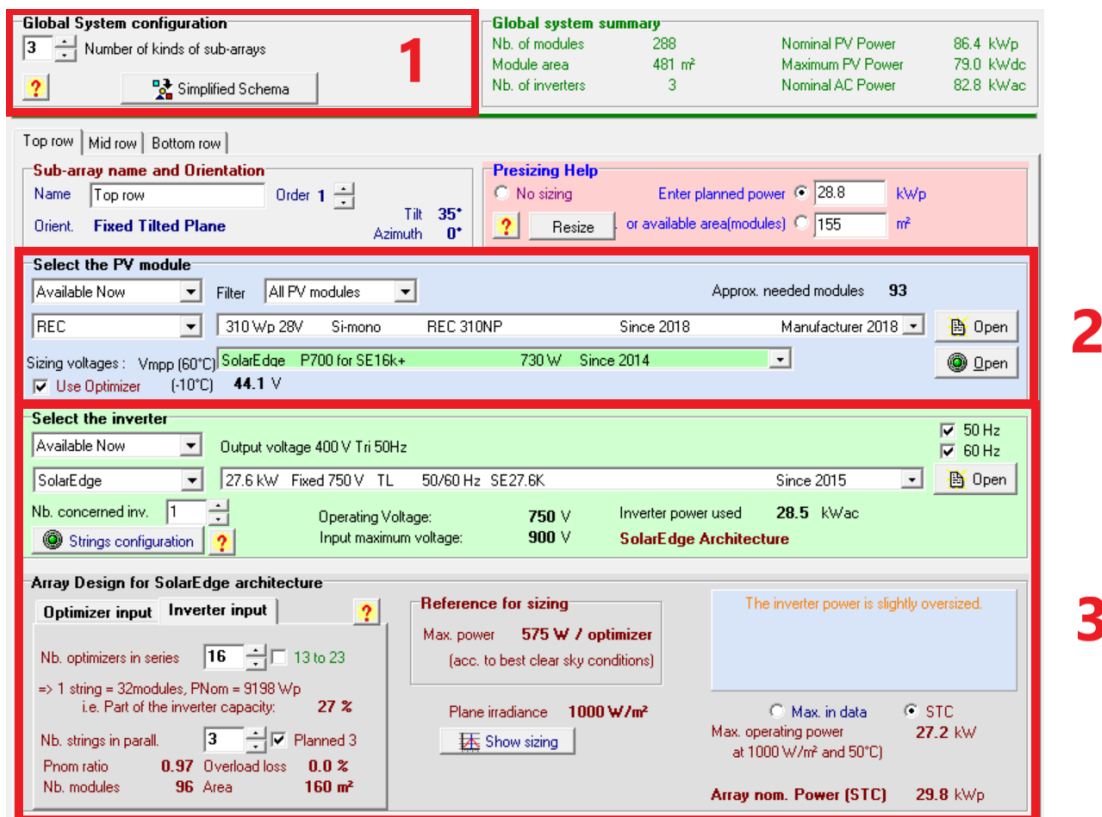 Global System configuration
3 Number of kinds of sub-arrays
? Simplified Schema
1
Global system summary
Nb. of modules 288 Nominal PV Power 86.4 kWp
Module area 481 m² Maximum PV Power 79.0 kWdc
Nb. of inverters 3 Nominal AC Power 82.8 kWac
Top row Mid row Bottom row
Sub-array name and Orientation
Name Top row Order 1
Orient. Fixed Tilted Plane Tilt 35°
Azimuth 0°
Presizing Help
No sizing Enter planned power 28.8 kWp
? Resize . or available area(modules) 155 m²
Select the PV module
Available Now Filter All PV modules Approx. needed modules 93
REC 310 Wp 28V Si-mono REC 310NP Since 2018 Manufacturer 2018 Open
Sizing voltages : Vmpp (60°C) SolarEdge P700 for SE16k+ 730 W Since 2014 Open
Use Optimizer (-10°C) 44.1 V
2
Select the inverter
Available Now Output voltage 400 V Tri 50Hz 50 Hz
60 Hz
SolarEdge 27.6 kW Fixed 750 V TL 50/60 Hz SE27.6K Since 2015 Open
Nb. concerned inv. 1 Operating Voltage: 750 V Inverter power used 28.5 kWac
Strings configuration ? Input maximum voltage: 900 V SolarEdge Architecture
Array Design for SolarEdge architecture
Optimizer input Inverter input ?
Nb. optimizers in series 16 13 to 23
=> 1 string = 32modules, PNom = 9198 Wp
i.e. Part of the inverter capacity: 27 %
Nb. strings in parall. 3 Planned 3
Pnom ratio 0.97 Overload loss 0.0 %
Nb. modules 96 Area 160 m²
Reference for sizing
Max. power 575 W / optimizer
(acc. to best clear sky conditions)
Plane irradiance 1000 W/m²
Show sizing
The inverter power is slightly oversized.
Max. in data STC
Max. operating power 27.2 kW
at 1000 W/m² and 50°C)
Array nom. Power (STC) 29.8 kWp
3